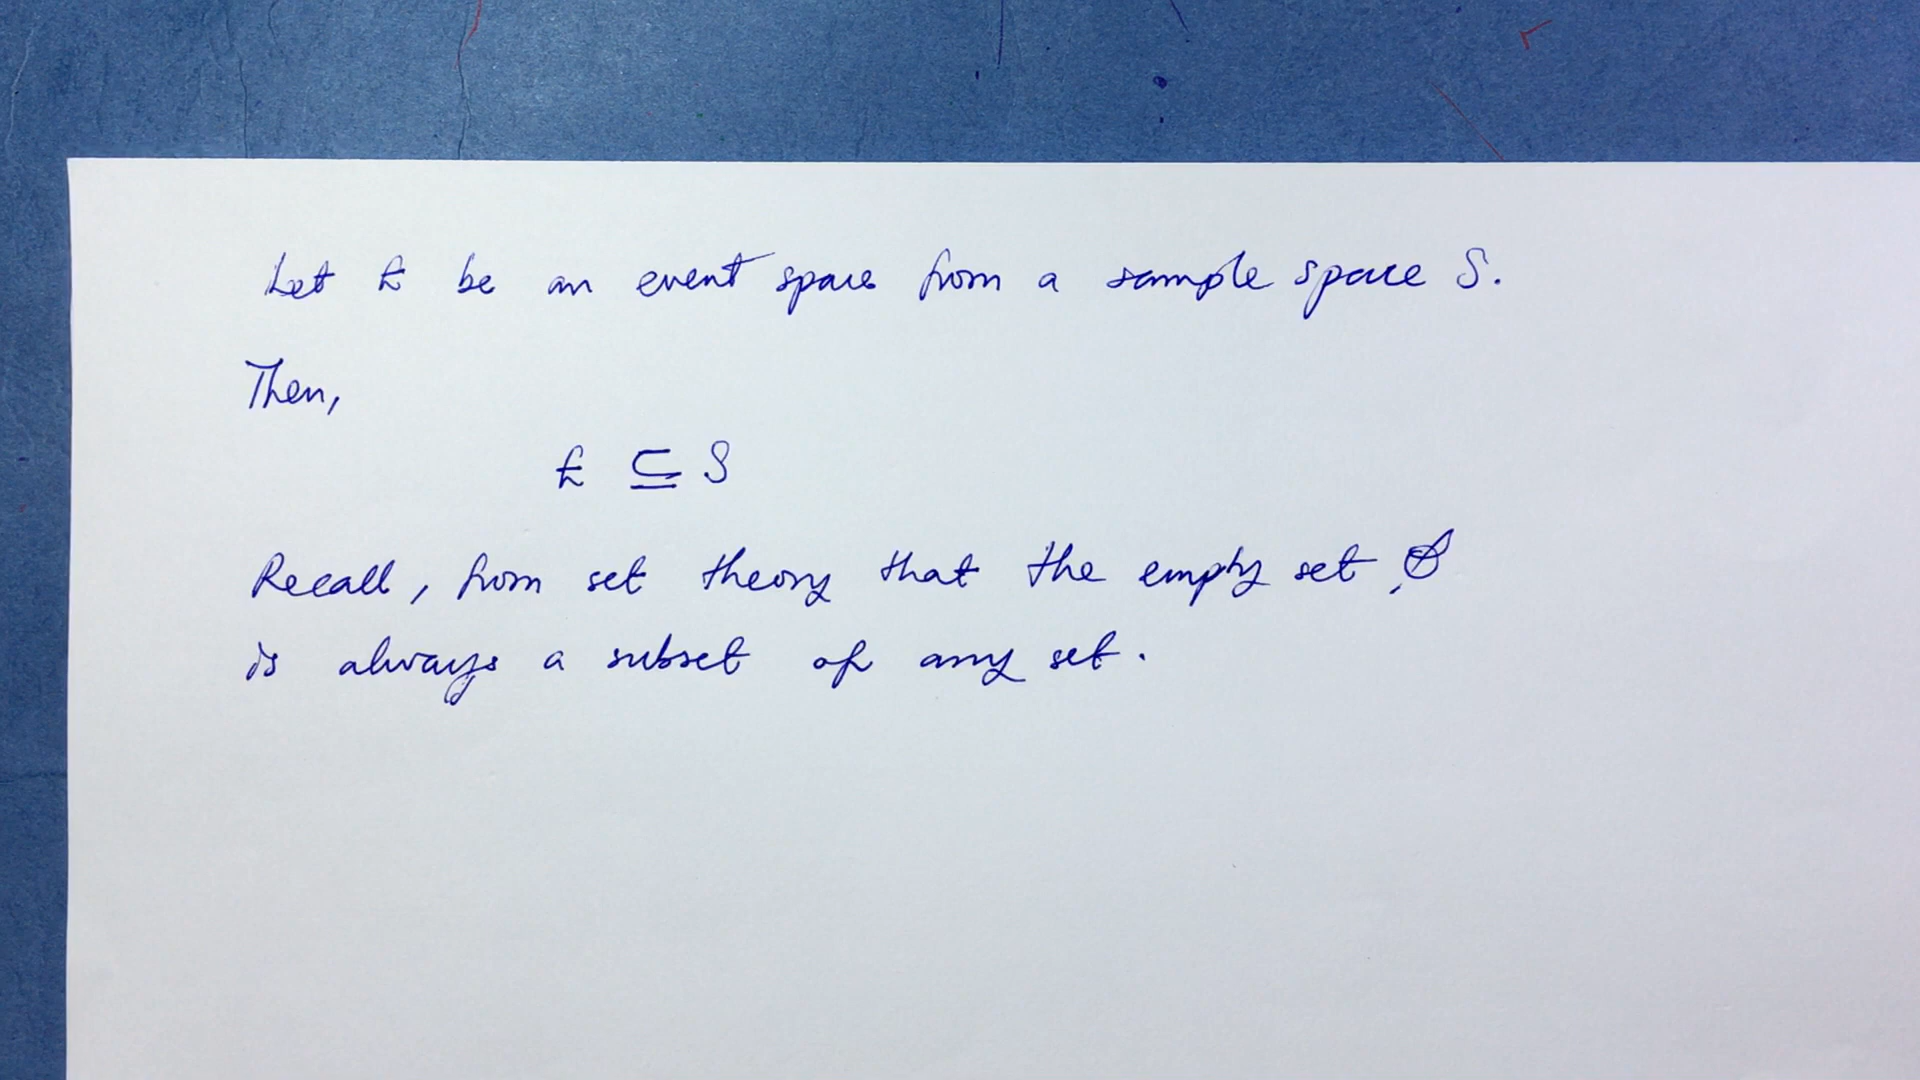 Let E be an event space from a sample space S.
Then,
E ⊆ S
Recall, from set theory that the empty set, ∅
is always a subset of any set.